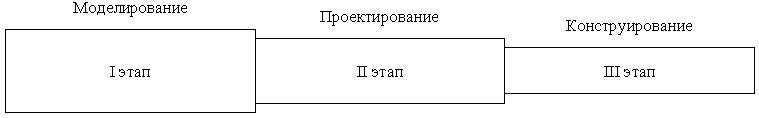 Моделирование
Проектирование
Конструирование
I этап
II этап
III этап